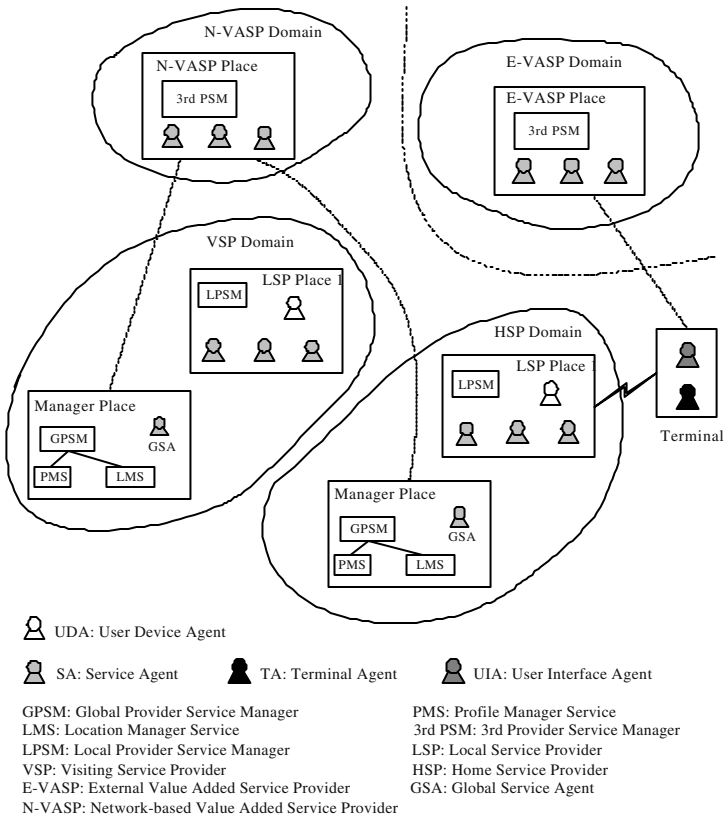 N-VASP Domain
N-VASP Place
3rd PSM
E-VASP Domain
E-VASP Place
3rd PSM
VSP Domain
LSP Place 1
LPSM
Manager Place
GPSM
GSA
PMS
LMS
HSP Domain
LSP Place 1
LPSM
Terminal
Manager Place
GPSM
GSA
PMS
LMS
UDA: User Device Agent
SA: Service Agent
TA: Terminal Agent
UIA: User Interface Agent
GPSM: Global Provider Service Manager
PMS: Profile Manager Service
LMS: Location Manager Service
3rd PSM: 3rd Provider Service Manager
LPSM: Local Provider Service Manager
LSP: Local Service Provider
VSP: Visiting Service Provider
HSP: Home Service Provider
E-VASP: External Value Added Service Provider
GSA: Global Service Agent
N-VASP: Network-based Value Added Service Provider